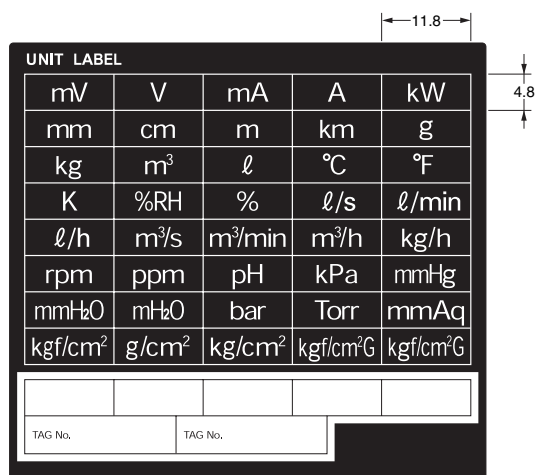 11.8
UNIT LABEL
4.8
mV V mA A kW
mm cm m km g
kg m³ ℓ °C °F
K %RH % ℓ/s ℓ/min
ℓ/h m³/s m³/min m³/h kg/h
rpm ppm pH kPa mmHg
mmH₂O mH₂O bar Torr mmAq
kgf/cm² g/cm² kg/cm² kgf/cm²G kgf/cm²G
TAG No. TAG No.